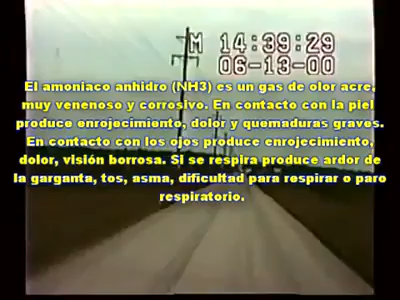 M 14:39:29
06-13-00
El amoniaco anhidro (NH3) es un gas de olor acre,
muy venenoso y corrosivo. En contacto con la piel
produce enrojecimiento, dolor y quemaduras graves.
En contacto con los ojos produce enrojecimiento,
dolor, visión borrosa. Si se respira produce ardor de
la garganta, tos, asma, dificultad para respirar o paro
respiratorio.